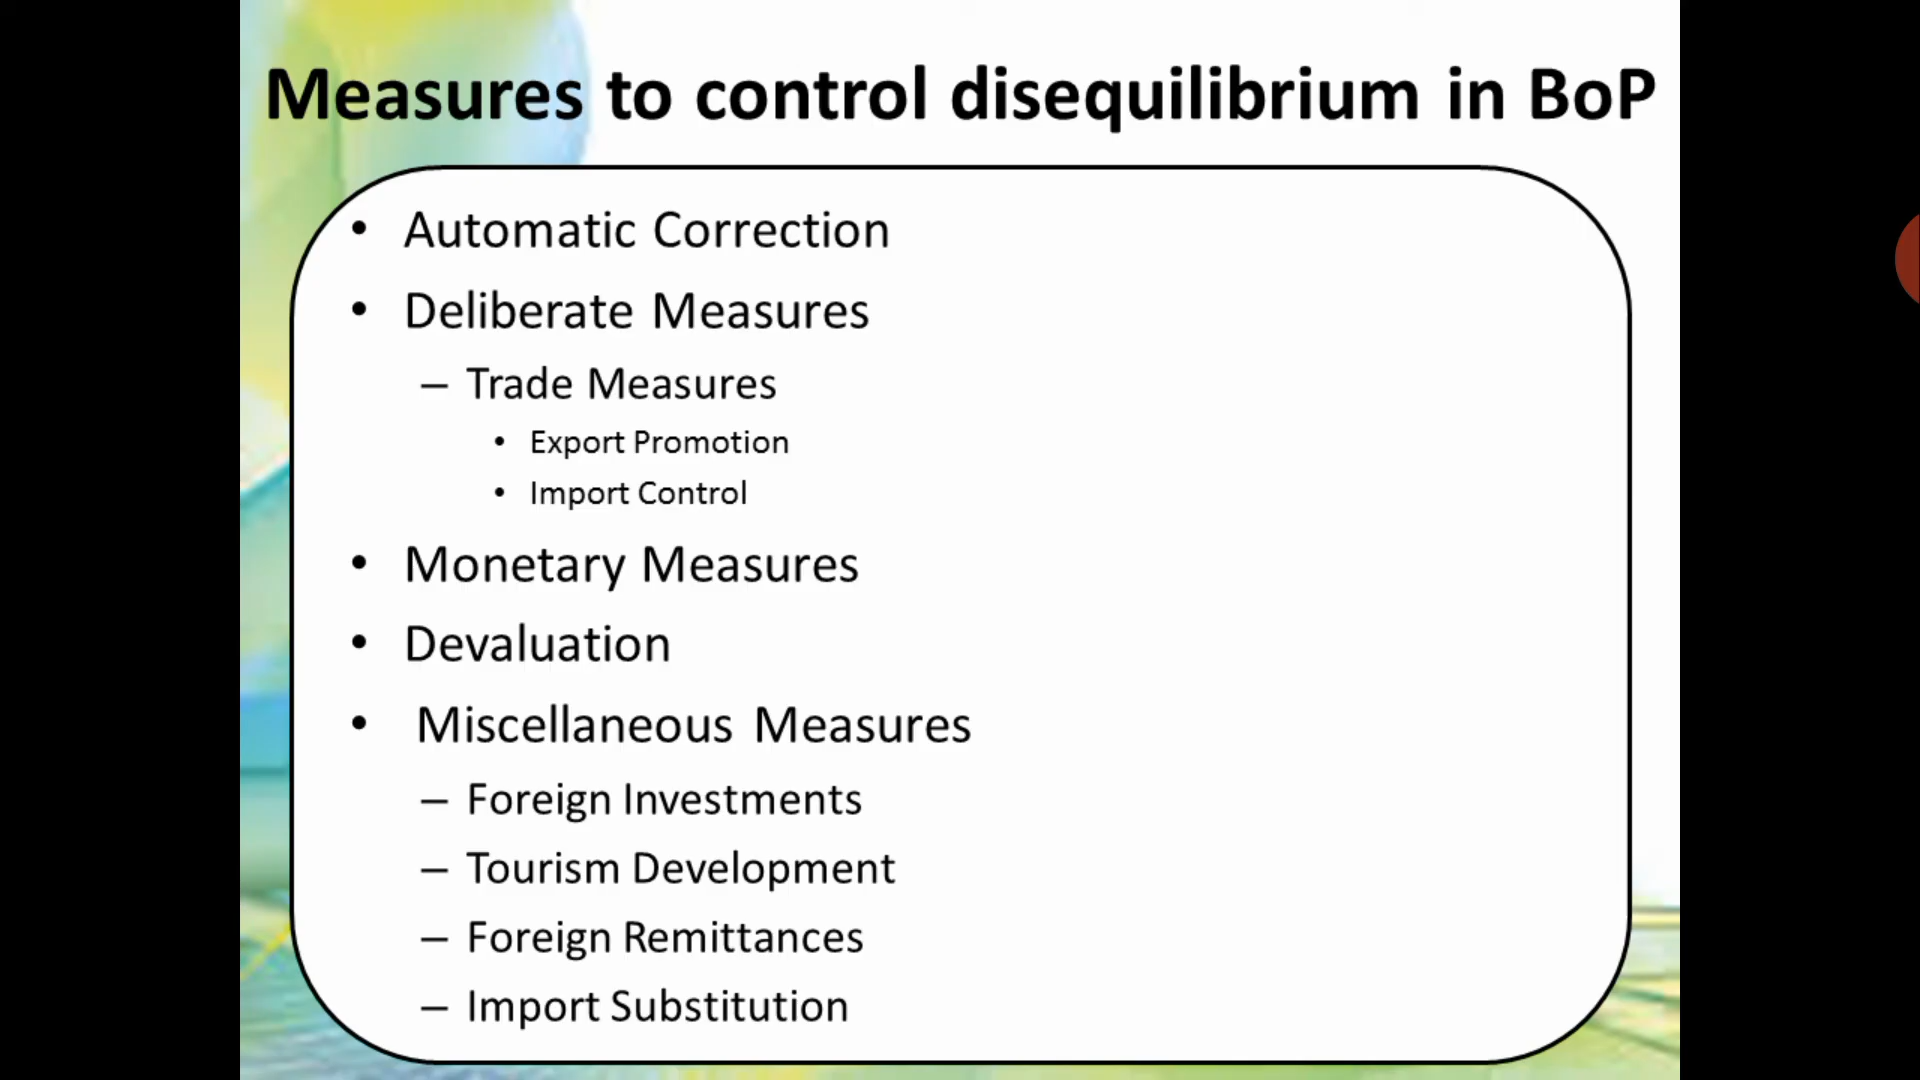 Measures to control disequilibrium in BoP
• Automatic Correction
• Deliberate Measures
– Trade Measures
• Export Promotion
• Import Control
• Monetary Measures
• Devaluation
• Miscellaneous Measures
– Foreign Investments
– Tourism Development
– Foreign Remittances
– Import Substitution